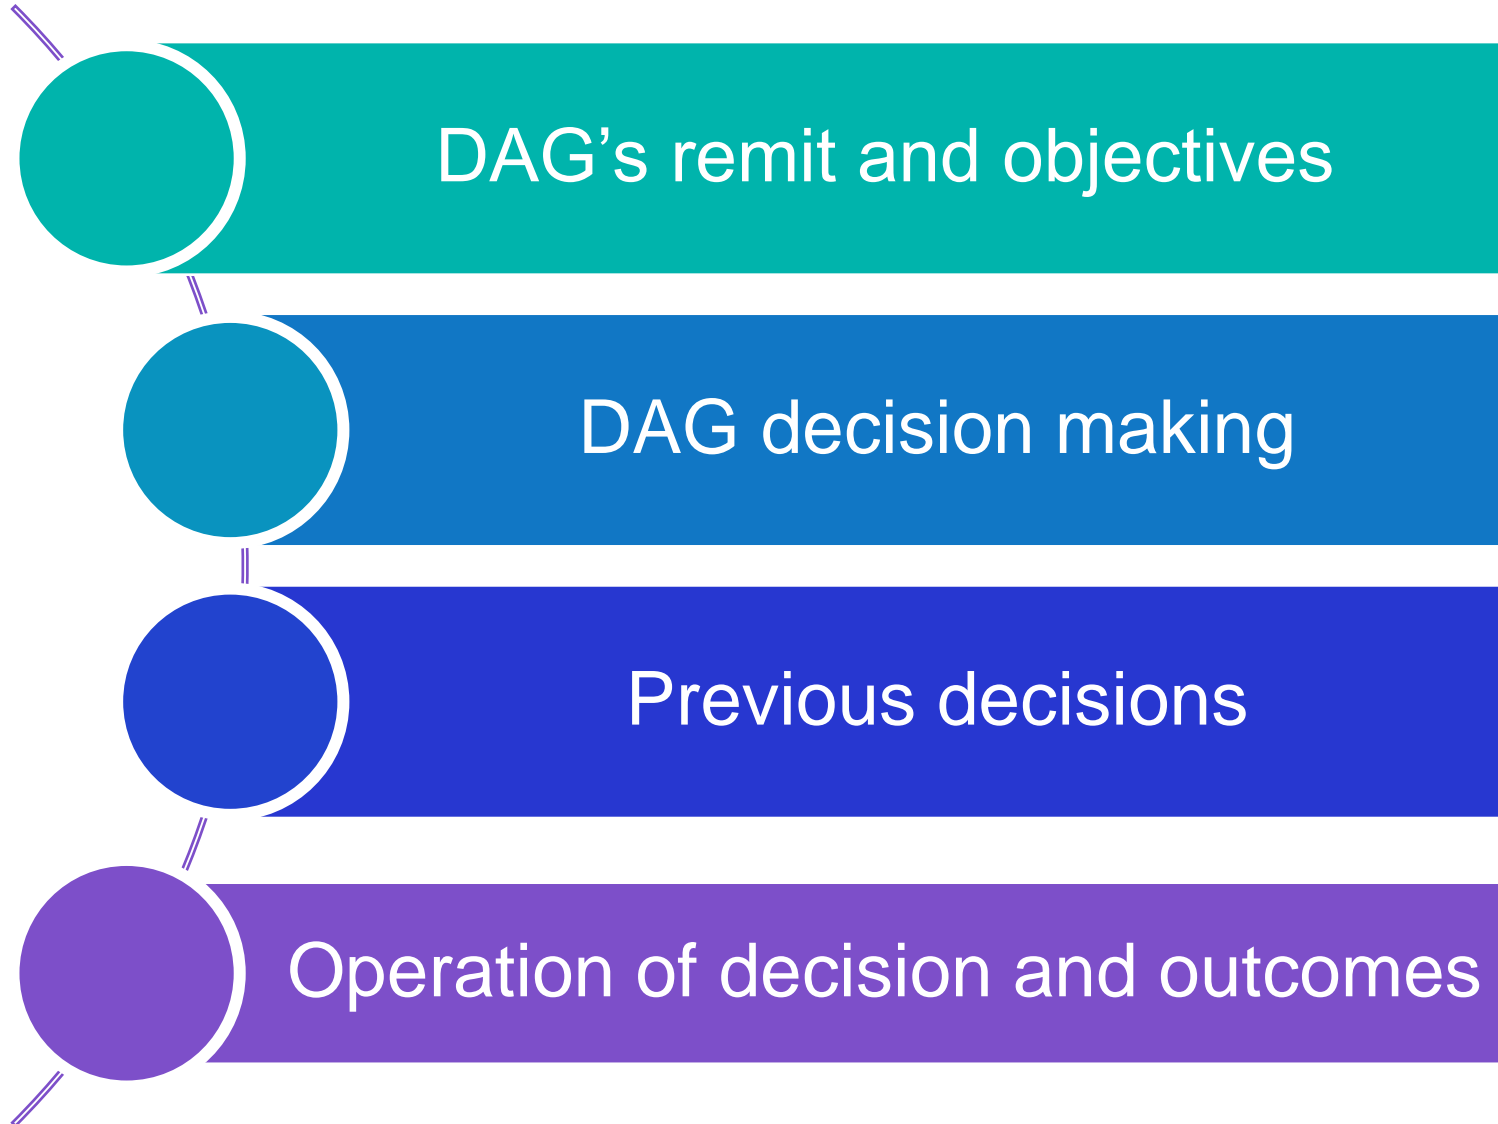 DAG’s remit and objectives
DAG decision making
Previous decisions
Operation of decision and outcomes